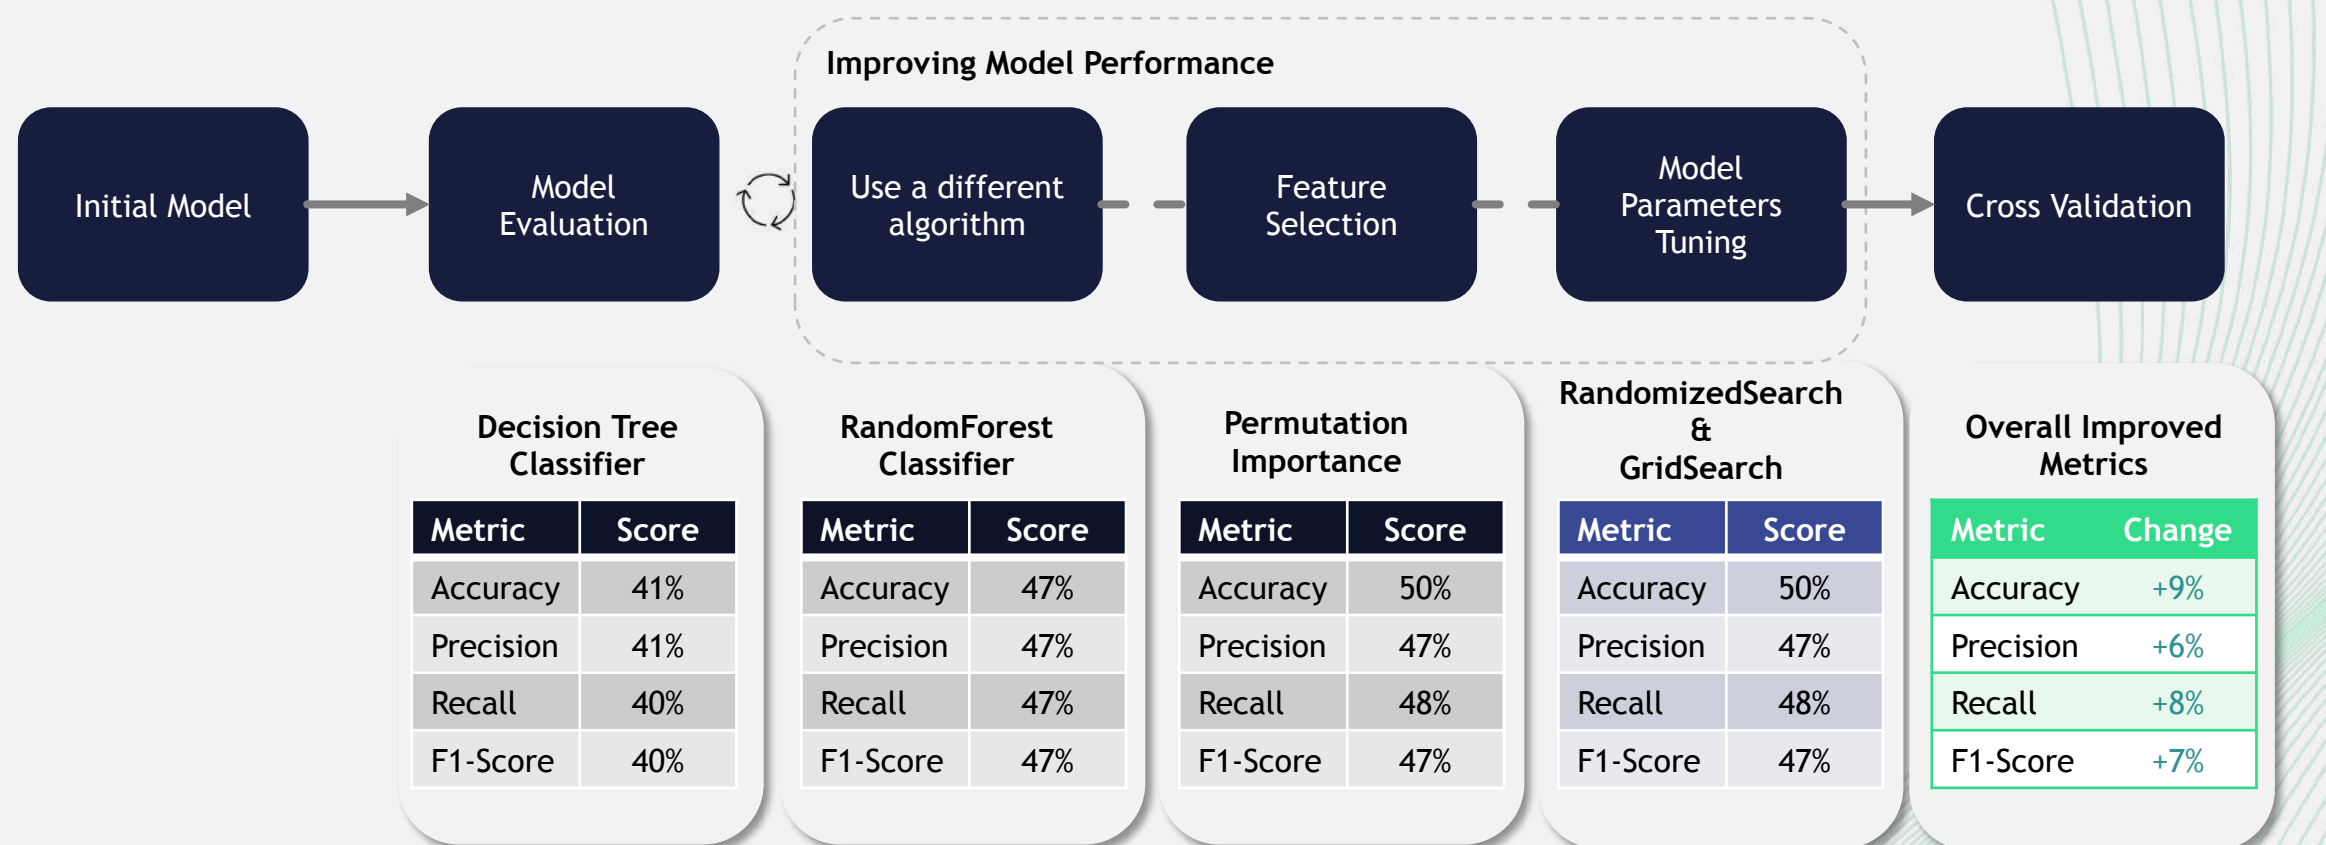 Improving Model Performance
Initial Model
Model
Evaluation
Use a different
algorithm
Feature
Selection
Model
Parameters
Tuning
Cross Validation
Decision Tree
Classifier
Metric Score
Accuracy 41%
Precision 41%
Recall 40%
F1-Score 40%
RandomForest
Classifier
Metric Score
Accuracy 47%
Precision 47%
Recall 47%
F1-Score 47%
Permutation
Importance
Metric Score
Accuracy 50%
Precision 47%
Recall 48%
F1-Score 47%
RandomizedSearch
&
GridSearch
Metric Score
Accuracy 50%
Precision 47%
Recall 48%
F1-Score 47%
Overall Improved
Metrics
Metric Change
Accuracy +9%
Precision +6%
Recall +8%
F1-Score +7%